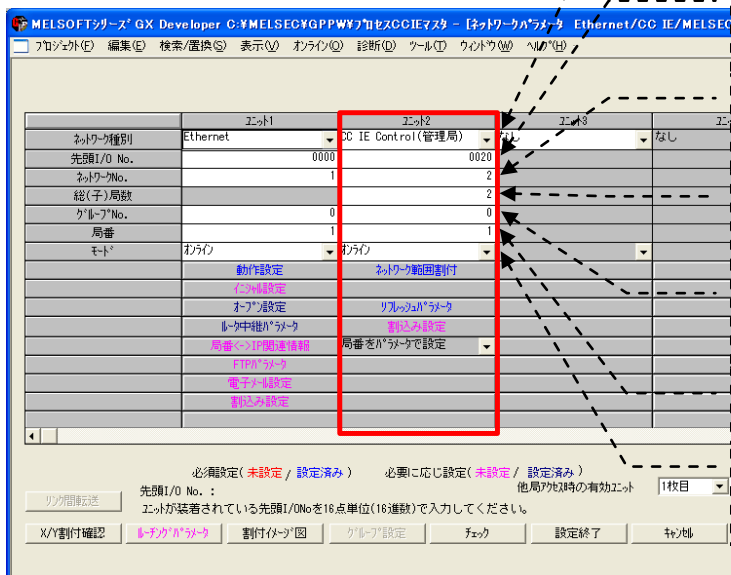 MELSOFTシリーズ GX Developer C:¥MELSEC¥GPPW¥プロセスCCIEマスタ - [ネットワークパラメータ Ethernet/CC IE/MELSEC
プロジェクト(F) 編集(E) 検索/置換(S) 表示(V) オンライン(O) 診断(D) ツール(T) ウィンドウ(W) ヘルプ(H)
ユニット1 ユニット2 ユニット3
ネットワーク種別 Ethernet CC IE Control(管理局) なし なし
先頭I/O No. 0000 0020
ネットワークNo. 1 2
総(子)局数 2
グループNo. 0 0
局番 1 1
モード オンライン オンライン
動作設定 ネットワーク範囲割付
イニシャル設定
オープン設定 リフレッシュパラメータ
ルータ中継パラメータ 割込み設定
局番<->IP関連情報 局番をパラメータで設定
FTPパラメータ
電子メール設定
割込み設定
必須設定( 未設定 / 設定済み ) 必要に応じ設定( 未設定 / 設定済み )
リンク間転送 先頭I/O No. : 他局アクセス時の有効ユニット 1枚目
ユニットが装着されている先頭I/ONoを16点単位(16進数)で入力してください。
X/Y割付確認 ルーチングパラメータ 割付イメージ図 グループ設定 チェック 設定終了 キャンセル